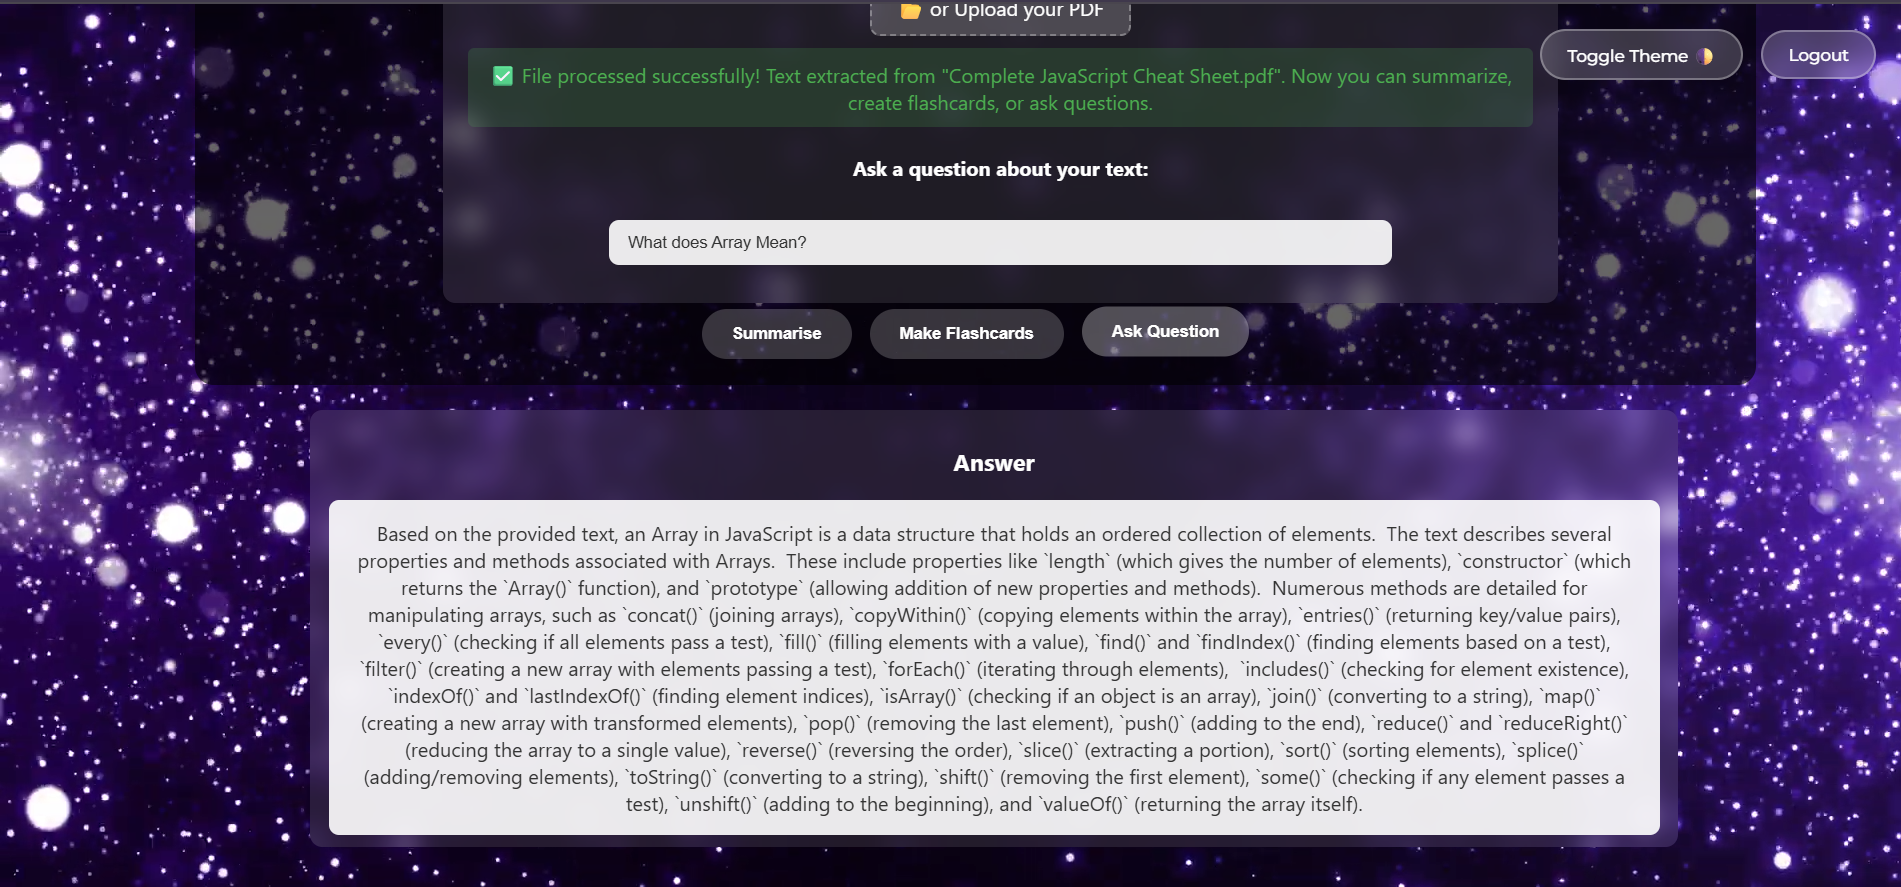 📂 or Upload your PDF
Toggle Theme 🌗
Logout
✅ File processed successfully! Text extracted from "Complete JavaScript Cheat Sheet.pdf". Now you can summarize,
create flashcards, or ask questions.
Ask a question about your text:
What does Array Mean?
Summarise
Make Flashcards
Ask Question
Answer
Based on the provided text, an Array in JavaScript is a data structure that holds an ordered collection of elements.  The text describes several
properties and methods associated with Arrays.  These include properties like `length` (which gives the number of elements), `constructor` (which
returns the `Array()` function), and `prototype` (allowing addition of new properties and methods).  Numerous methods are detailed for
manipulating arrays, such as `concat()` (joining arrays), `copyWithin()` (copying elements within the array), `entries()` (returning key/value pairs),
`every()` (checking if all elements pass a test), `fill()` (filling elements with a value), `find()` and `findIndex()` (finding elements based on a test),
`filter()` (creating a new array with elements passing a test), `forEach()` (iterating through elements),  `includes()` (checking for element existence),
`indexOf()` and `lastIndexOf()` (finding element indices), `isArray()` (checking if an object is an array), `join()` (converting to a string), `map()`
(creating a new array with transformed elements), `pop()` (removing the last element), `push()` (adding to the end), `reduce()` and `reduceRight()`
(reducing the array to a single value), `reverse()` (reversing the order), `slice()` (extracting a portion), `sort()` (sorting elements), `splice()`
(adding/removing elements), `toString()` (converting to a string), `shift()` (removing the first element), `some()` (checking if any element passes a
test), `unshift()` (adding to the beginning), and `valueOf()` (returning the array itself).